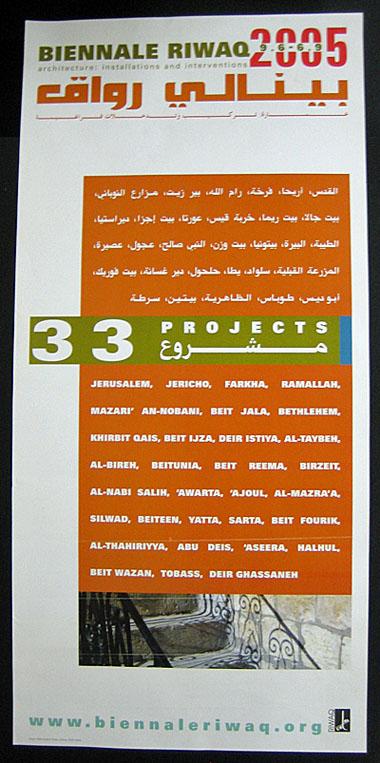 BIENNALE RIWAQ 2005
9.6-6.9
architecture: installations and interventions
بينالي رواق
القدس، أريحا، فرخة، رام الله، بير زيت، مزارع النوباني،
بيت جالا، بيت ريما، خربة قيس، عورتا، بيت إجزا، ديراستيا،
الطيبة، البيرة، بيتونيا، بيت وزن، النبي صالح، عجول، عصيرة،
المزرعة القبلية، سلواد، يطا، حلحول، دير غسانة، بيت فوريك،
أبو ديس، طوباس، الظاهرية، بيتين، سرطة
33 PROJECTS
مشروع
JERUSALEM, JERICHO, FARKHA, RAMALLAH,
MAZARI' AN-NOBANI, BEIT JALA, BETHLEHEM,
KHIRBIT QAIS, BEIT IJZA, DEIR ISTIYA, AL-TAYBEH,
AL-BIREH, BEITUNIA, BEIT REEMA, BIRZEIT,
AL-NABI SALIH, 'AWARTA, 'AJOUL, AL-MAZRA'A,
SILWAD, BEITEEN, YATTA, SARTA, BEIT FOURIK,
AL-THAHIRIYYA, ABU DEIS, 'ASEERA, HALHUL,
BEIT WAZAN, TOBASS, DEIR GHASSANEH
www.biennaleriwaq.org
RIWAQ